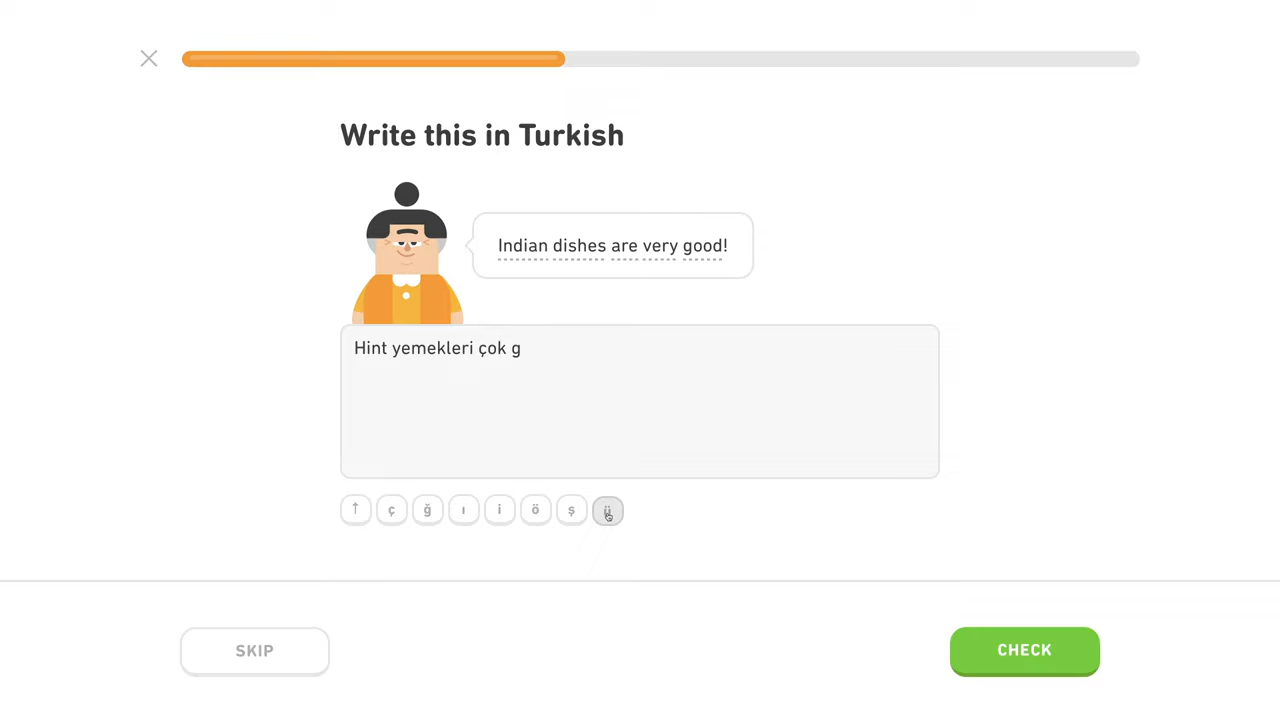 Write this in Turkish
Indian dishes are very good!
Hint yemekleri çok g
↑ ç ğ ı i ö ş ü
SKIP
CHECK